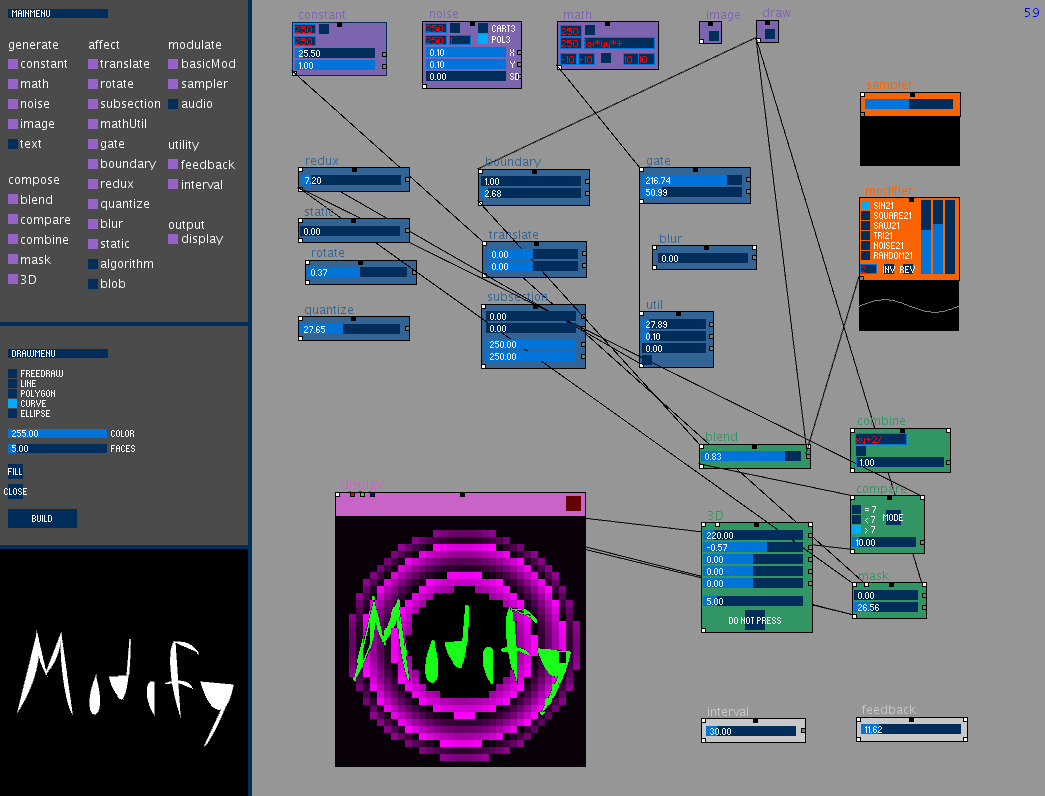 MAINMENU
generate affect modulate
constant translate basicMod
math rotate sampler
noise subsection audio
image mathUtil
text gate utility
boundary feedback
compose redux interval
blend quantize
compare blur output
combine static display
mask algorithm
3D blob
DRAWMENU
FREEDRAW
LINE
POLYGON
CURVE
ELLIPSE
255.00 COLOR
5.00 FACES
FILL
CLOSE
BUILD
Modify
59
constant
250
250
25.50
1.00
noise
250 CART3
250 POL3
0.10 X
0.10 Y
0.00 SD
math
250
250 xx*yy*+
-10 -10 10 10
image
draw
sampler
redux
7.20
boundary
1.00
2.68
gate
216.74
50.99
modifier
SIN21
SQUARE21
SAW21
TRI21
NOISE21
RANDOM21
INV REV
static
0.00
translate
0.00
0.00
blur
0.00
rotate
0.37
quantize
27.65
subsection
0.00
0.00
250.00
250.00
util
27.89
0.10
0.00
blend
0.83
combine
xy+2/
1.00
compare
= ?
< ?
> ?
MODE
10.00
display
Modify
3D
220.00
-0.57
0.00
0.00
0.00
5.00
DO NOT PRESS
mask
0.00
26.56
interval
30.00
feedback
11.62